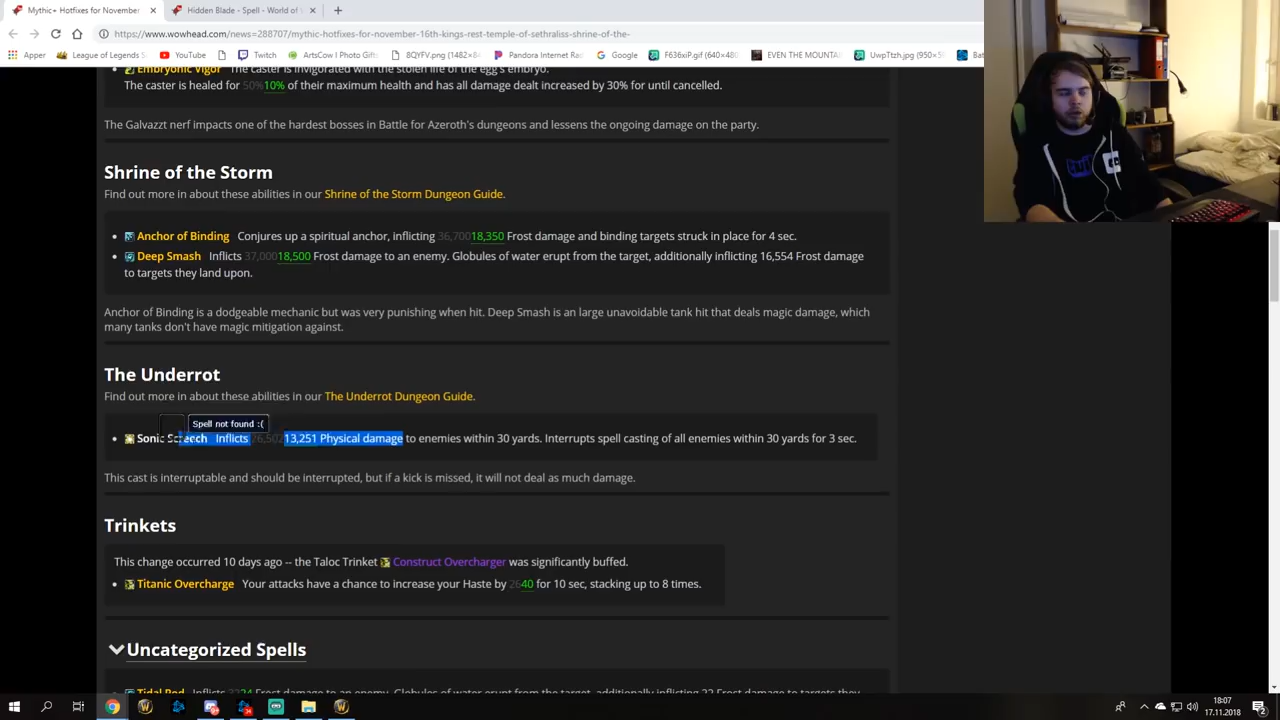 Mythic+ Hotfixes for November
Hidden Blade - Spell - World of
https://www.wowhead.com/news=288707/mythic-hotfixes-for-november-16th-kings-rest-temple-of-sethraliss-shrine-of-the-
Apper League of Legends YouTube Twitch ArtsCow | Photo Gift 8QYFV.png (1482×84 Pandora Internet Rad Google F636xiP.gif (640×480 EVEN THE MOUNTAI UwpTtzh.jpg (950×5 Bat
Embryonic Vigor The caster is invigorated with the stolen life of the egg's embryo.
The caster is healed for 50%10% of their maximum health and has all damage dealt increased by 30% for until cancelled.
The Galvazzt nerf impacts one of the hardest bosses in Battle for Azeroth's dungeons and lessens the ongoing damage on the party.
Shrine of the Storm
Find out more in about these abilities in our Shrine of the Storm Dungeon Guide.
Anchor of Binding Conjures up a spiritual anchor, inflicting 36,70018,350 Frost damage and binding targets struck in place for 4 sec.
Deep Smash Inflicts 37,00018,500 Frost damage to an enemy. Globules of water erupt from the target, additionally inflicting 16,554 Frost damage
to targets they land upon.
Anchor of Binding is a dodgeable mechanic but was very punishing when hit. Deep Smash is an large unavoidable tank hit that deals magic damage, which
many tanks don't have magic mitigation against.
The Underrot
Find out more in about these abilities in our The Underrot Dungeon Guide.
Spell not found :(
Sonic Screech Inflicts 26,50213,251 Physical damage to enemies within 30 yards. Interrupts spell casting of all enemies within 30 yards for 3 sec.
This cast is interruptable and should be interrupted, but if a kick is missed, it will not deal as much damage.
Trinkets
This change occurred 10 days ago -- the Taloc Trinket Construct Overcharger was significantly buffed.
Titanic Overcharge Your attacks have a chance to increase your Haste by 2640 for 10 sec, stacking up to 8 times.
Uncategorized Spells
Tidal Pod Inflicts 3224 Frost damage to an enemy. Globules of water erupt from the target, additionally inflicting 22 Frost damage to targets they
18:07
17.11.2018
2